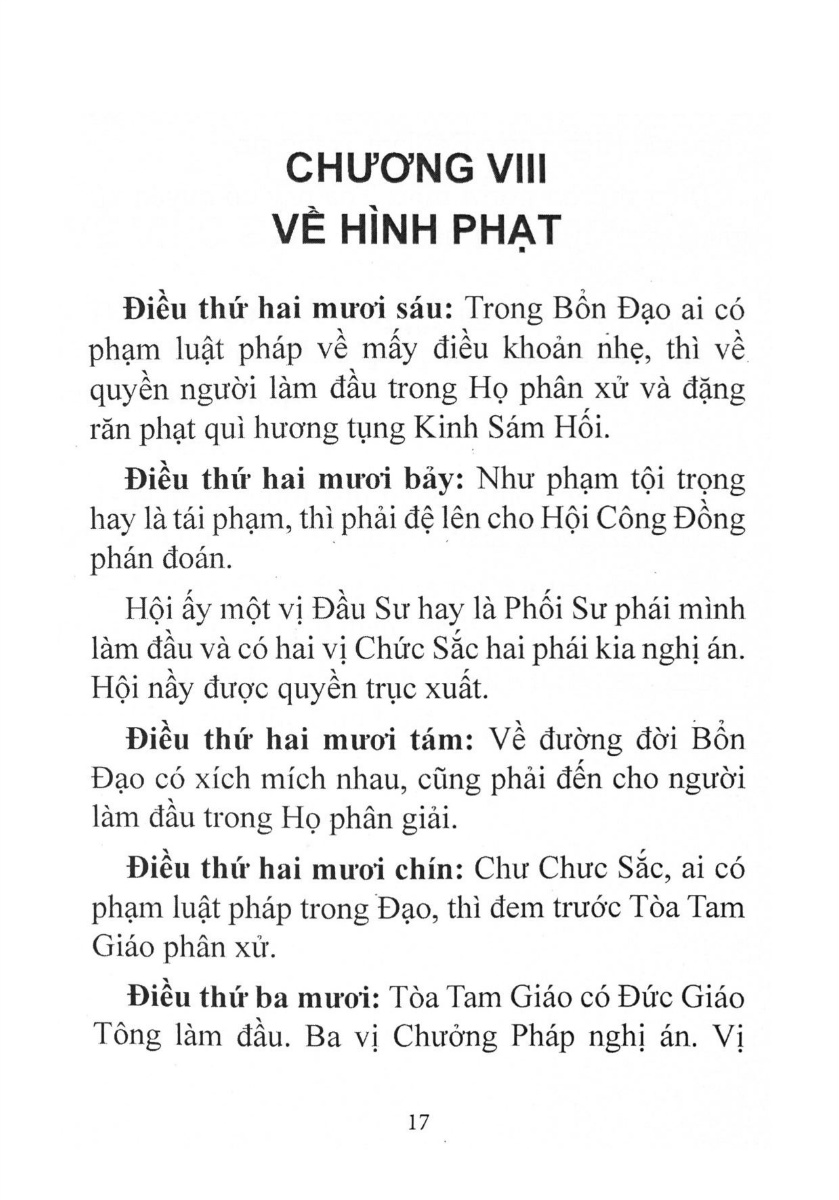 CHƯƠNG VIII
VỀ HÌNH PHẠT
Điều thứ hai mươi sáu: Trong Bổn Đạo ai có
phạm luật pháp về mấy điều khoản nhẹ, thì về
quyền người làm đầu trong Họ phân xử và đặng
răn phạt quì hương tụng Kinh Sám Hối.
Điều thứ hai mươi bảy: Như phạm tội trọng
hay là tái phạm, thì phải đệ lên cho Hội Công Đồng
phán đoán.
Hội ấy một vị Đầu Sư hay là Phối Sư phái mình
làm đầu và có hai vị Chức Sắc hai phái kia nghị án.
Hội nầy được quyền trục xuất.
Điều thứ hai mươi tám: Về đường đời Bổn
Đạo có xích mích nhau, cũng phải đến cho người
làm đầu trong Họ phân giải.
Điều thứ hai mươi chín: Chư Chưc Sắc, ai có
phạm luật pháp trong Đạo, thì đem trước Tòa Tam
Giáo phân xử.
Điều thứ ba mươi: Tòa Tam Giáo có Đức Giáo
Tông làm đầu. Ba vị Chưởng Pháp nghị án. Vị
17